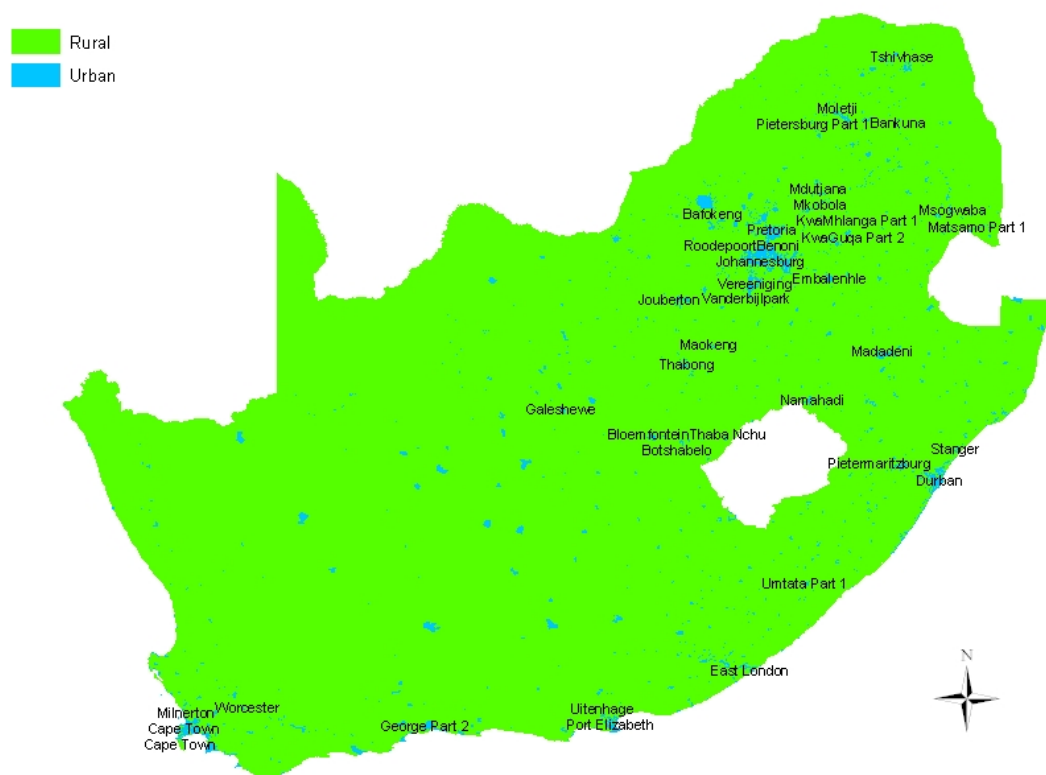 Rural
Urban
Tshivhase
Moletji
Pietersburg Part 1 Bankuna
Mdutjana
Mkobola
Bafokeng
Msogwaba
KwaMhlanga Part 1
Matsamo Part 1
Pretoria
KwaGuqa Part 2
Roodepoort Benoni
Johannesburg
Vereeniging
Embalenhle
Jouberton
Vanderbijlpark
Maokeng
Madadeni
Thabong
Namahadi
Galeshewe
Bloemfontein Thaba Nchu
Botshabelo
Stanger
Pietermaritzburg
Durban
Umtata Part 1
N
East London
Worcester
Milnerton
Uitenhage
Cape Town
George Part 2
Port Elizabeth
Cape Town